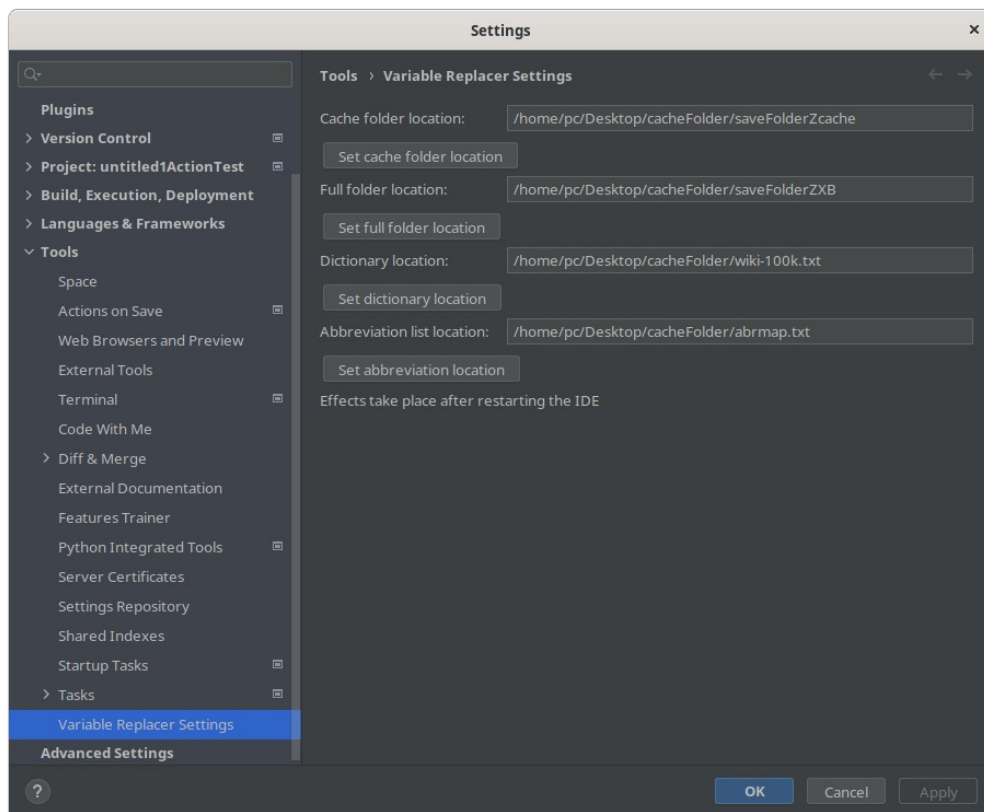 Settings
Plugins
Version Control
Project: untitled1ActionTest
Build, Execution, Deployment
Languages & Frameworks
Tools
Space
Actions on Save
Web Browsers and Preview
External Tools
Terminal
Code With Me
Diff & Merge
External Documentation
Features Trainer
Python Integrated Tools
Server Certificates
Settings Repository
Shared Indexes
Startup Tasks
Tasks
Variable Replacer Settings
Advanced Settings
Tools › Variable Replacer Settings
Cache folder location: /home/pc/Desktop/cacheFolder/saveFolderZcache
Set cache folder location
Full folder location: /home/pc/Desktop/cacheFolder/saveFolderZXB
Set full folder location
Dictionary location: /home/pc/Desktop/cacheFolder/wiki-100k.txt
Set dictionary location
Abbreviation list location: /home/pc/Desktop/cacheFolder/abrmap.txt
Set abbreviation location
Effects take place after restarting the IDE
?
OK Cancel Apply